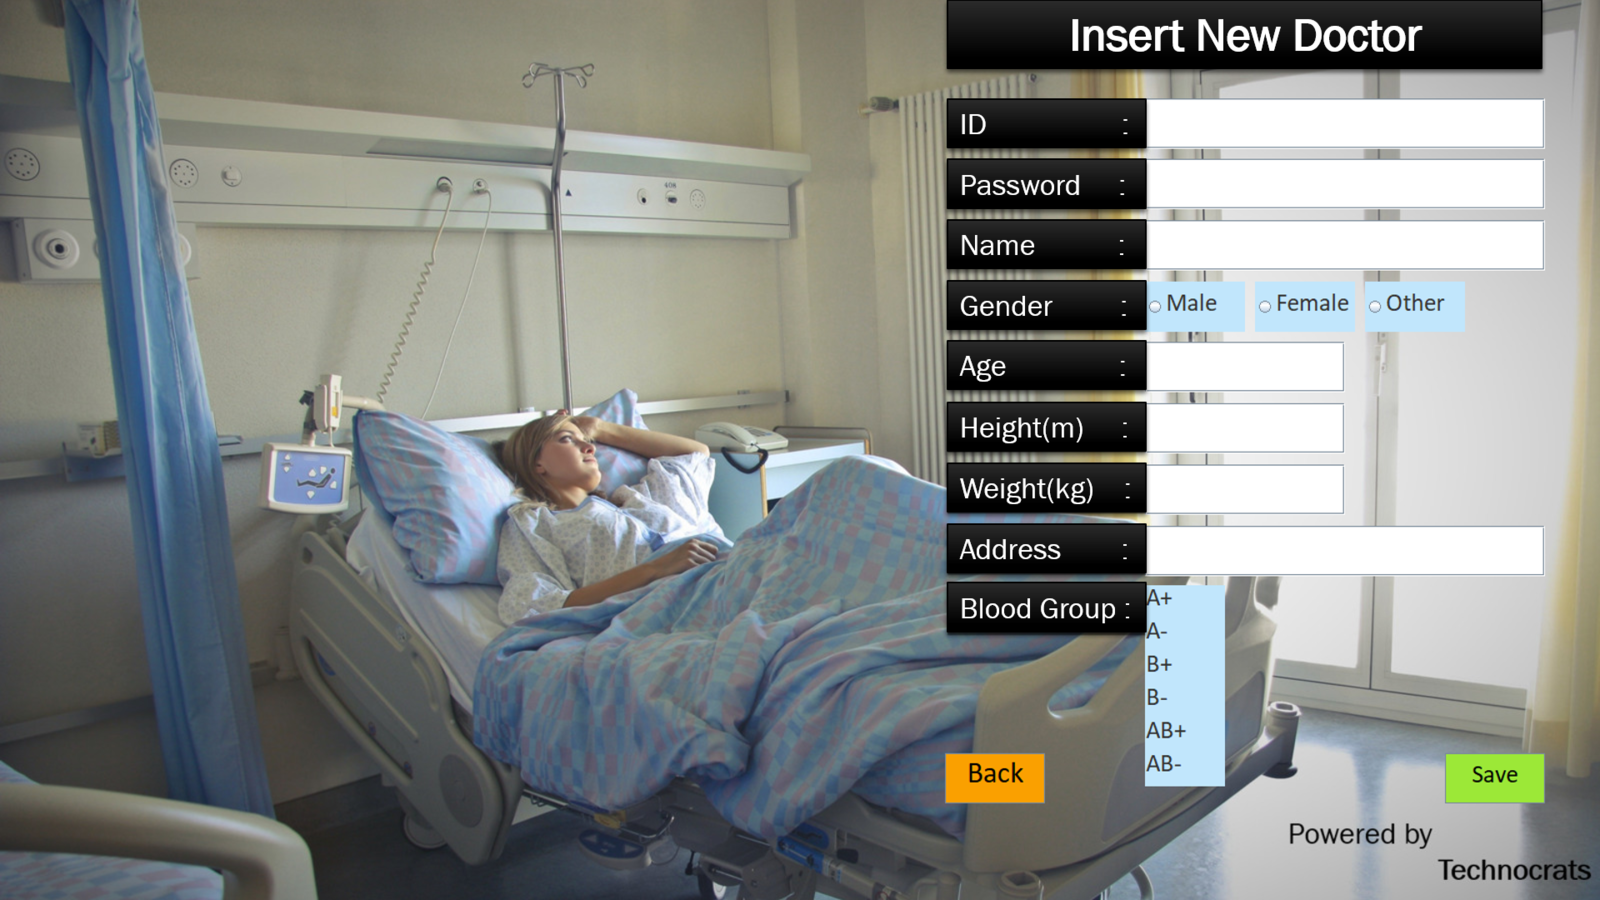 Insert New Doctor
ID :
Password :
Name :
Gender : Male Female Other
Age :
Height(m) :
Weight(kg) :
Address :
Blood Group : A+
A-
B+
B-
AB+
AB-
Back
Save
Powered by
Technocrats